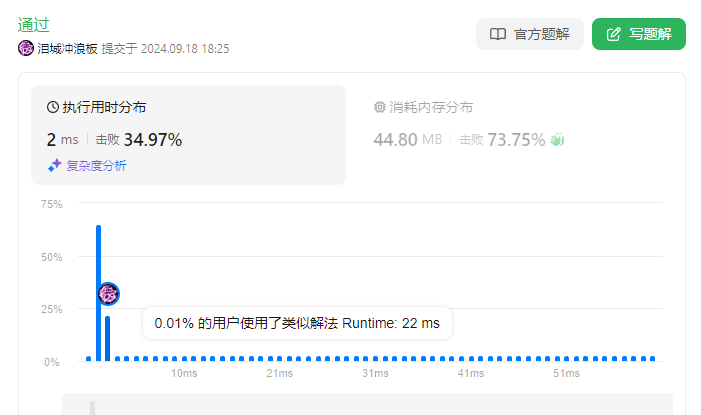 通过
泪城冲浪板 提交于 2024.09.18 18:25
官方题解
写题解
执行用时分布
2 ms 击败 34.97%
复杂度分析
消耗内存分布
44.80 MB 击败 73.75%
75%
50%
25%
0%
0.01% 的用户使用了类似解法 Runtime: 22 ms
10ms 21ms 31ms 41ms 51ms